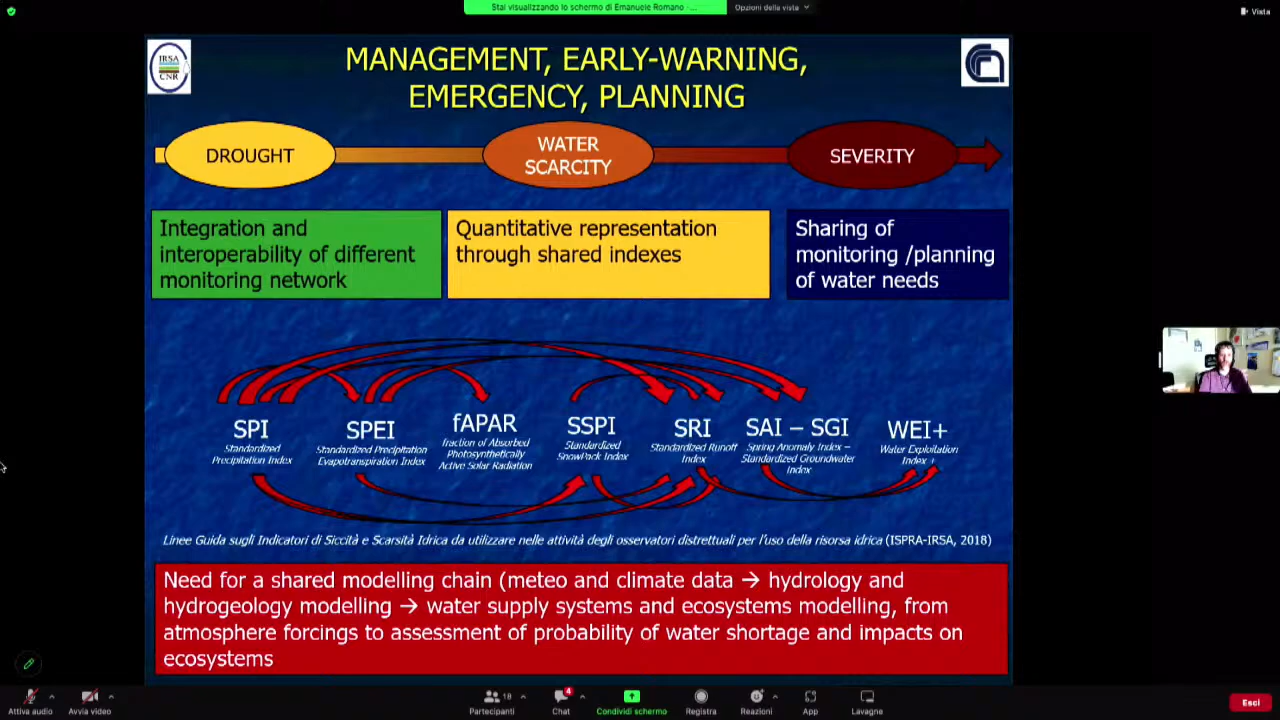 Stai visualizzando lo schermo di Emanuele Romano -...
Opzioni della vista
Vista
IRSA
CNR
MANAGEMENT, EARLY-WARNING,
EMERGENCY, PLANNING
DROUGHT
WATER
SCARCITY
SEVERITY
Integration and
interoperability of different
monitoring network
Quantitative representation
through shared indexes
Sharing of
monitoring /planning
of water needs
SPI
Standardized
Precipitation Index
SPEI
Standardized Precipitation
Evapotranspiration Index
fAPAR
Fraction of Absorbed
Photosynthetically
Active Solar Radiation
SSPI
Standardized
SnowPack Index
SRI
Standardized Runoff
Index
SAI – SGI
Spring Anomaly Index –
Standardized Groundwater
Index
WEI+
Water Exploitation
Index +
Linee Guida sugli Indicatori di Siccità e Scarsità Idrica da utilizzare nelle attività degli osservatori distrettuali per l'uso della risorsa idrica (ISPRA-IRSA, 2018)
Need for a shared modelling chain (meteo and climate data → hydrology and
hydrogeology modelling → water supply systems and ecosystems modelling, from
atmosphere forcings to assessment of probability of water shortage and impacts on
ecosystems
Attiva audio
Avvia video
18
Partecipanti
4
Chat
Condividi schermo
Registra
Reazioni
App
Lavagne
Esci